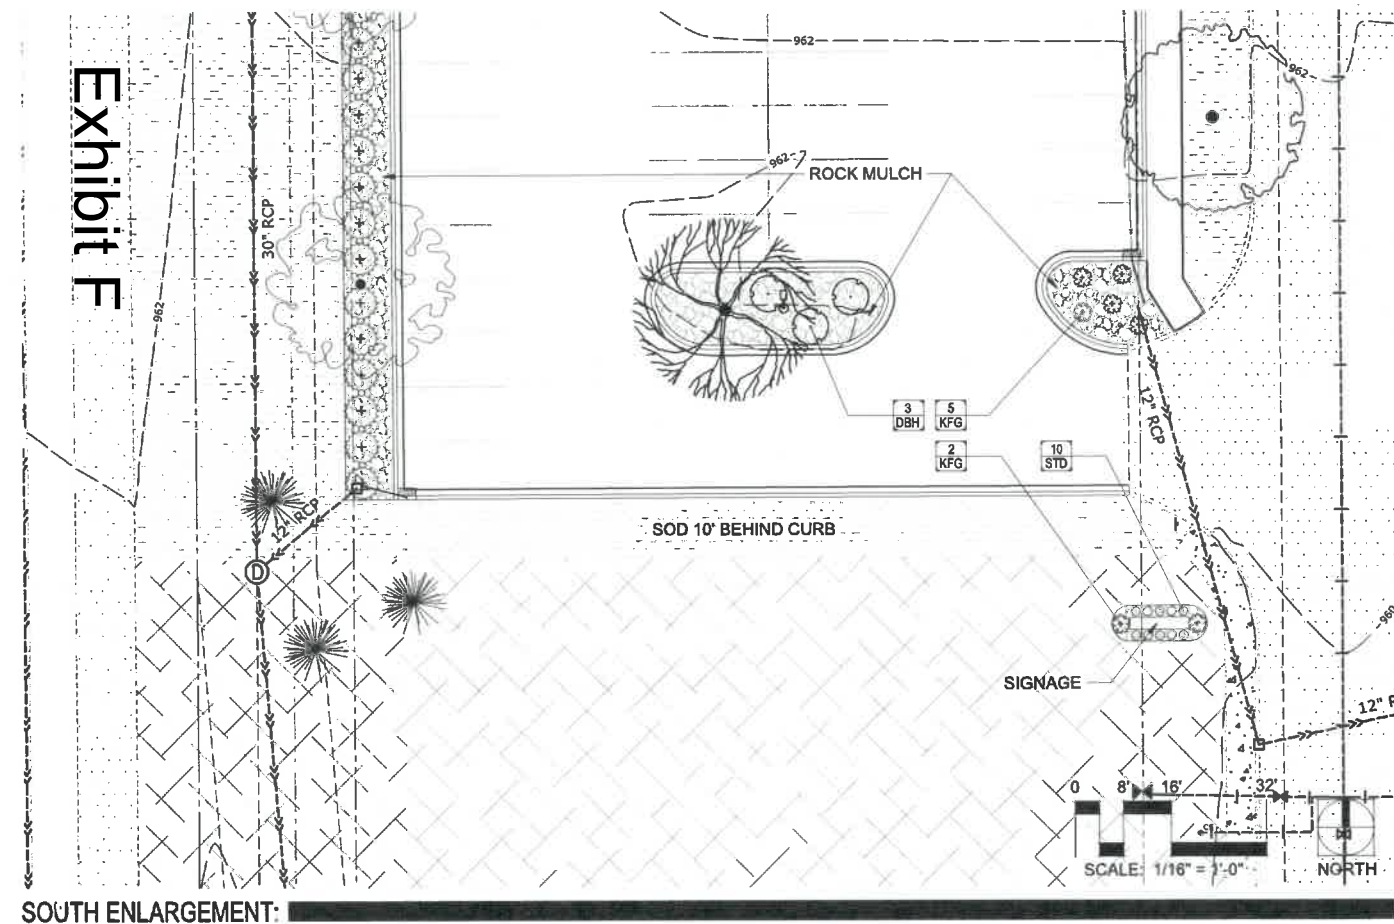 Exhibit F
962
962
962
ROCK MULCH
30" RCP
962
3
DBH
5
KFG
12" RCP
2
KFG
10
STD
12" RCP
SOD 10' BEHIND CURB
D
960
SIGNAGE
12"
0 8' 16' 32'
SCALE: 1/16" = 1'-0"
NORTH
SOUTH ENLARGEMENT: